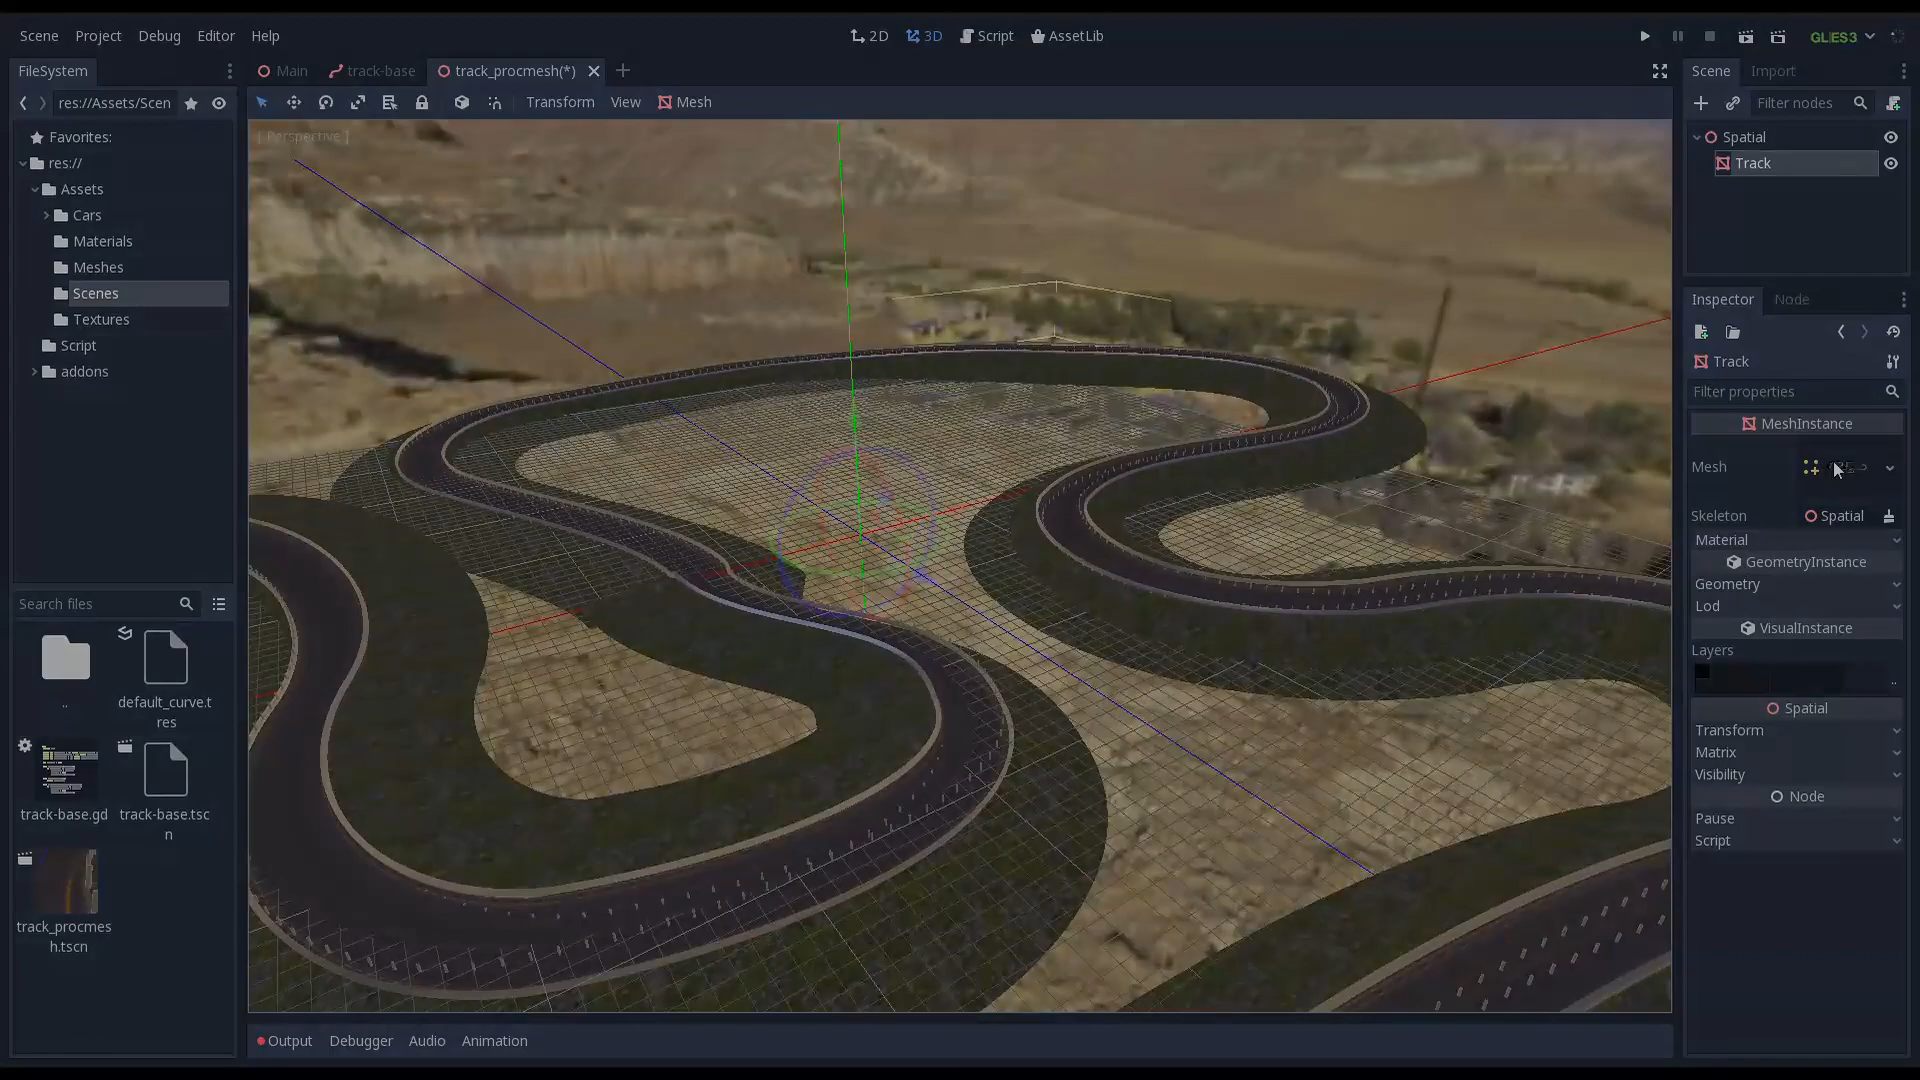 Scene Project Debug Editor Help
2D 3D Script AssetLib
GLES3
FileSystem
Main track-base track_procmesh(*)
Scene Import
res://Assets/Scen
Transform View Mesh
Filter nodes
[ Perspective ]
Favorites:
res://
Assets
Cars
Materials
Meshes
Scenes
Textures
Script
addons
Search files
..
default_curve.t
res
track-base.gd
track-base.tsc
n
track_procmes
h.tscn
Spatial
Track
Inspector Node
Track
Filter properties
MeshInstance
Mesh
Skeleton Spatial
Material
GeometryInstance
Geometry
Lod
VisualInstance
Layers
..
Spatial
Transform
Matrix
Visibility
Node
Pause
Script
Output Debugger Audio Animation